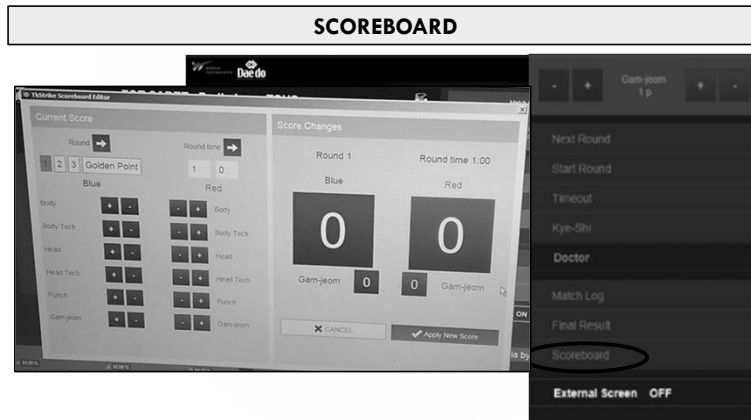 SCOREBOARD
Daedo
TkStrike Scoreboard Editor
Current Score
Round
Round time
1 2 3 Golden Point
1 0
Blue Red
Body + - - + Body
Body Tech + - - + Body Tech
Head + - - + Head
Head Tech + - - + Head Tech
Punch + - - + Punch
Gam-jeom + - - + Gam-jeom
Score Changes
Round 1 Round time 1:00
Blue Red
0 0
Gam-jeom 0 0 Gam-jeom
CANCEL Apply New Score
ON
- + Gam-jeom + -
1 p
Next Round
Start Round
Timeout
Kye-Shi
Doctor
Match Log
Final Result
Scoreboard
External Screen OFF